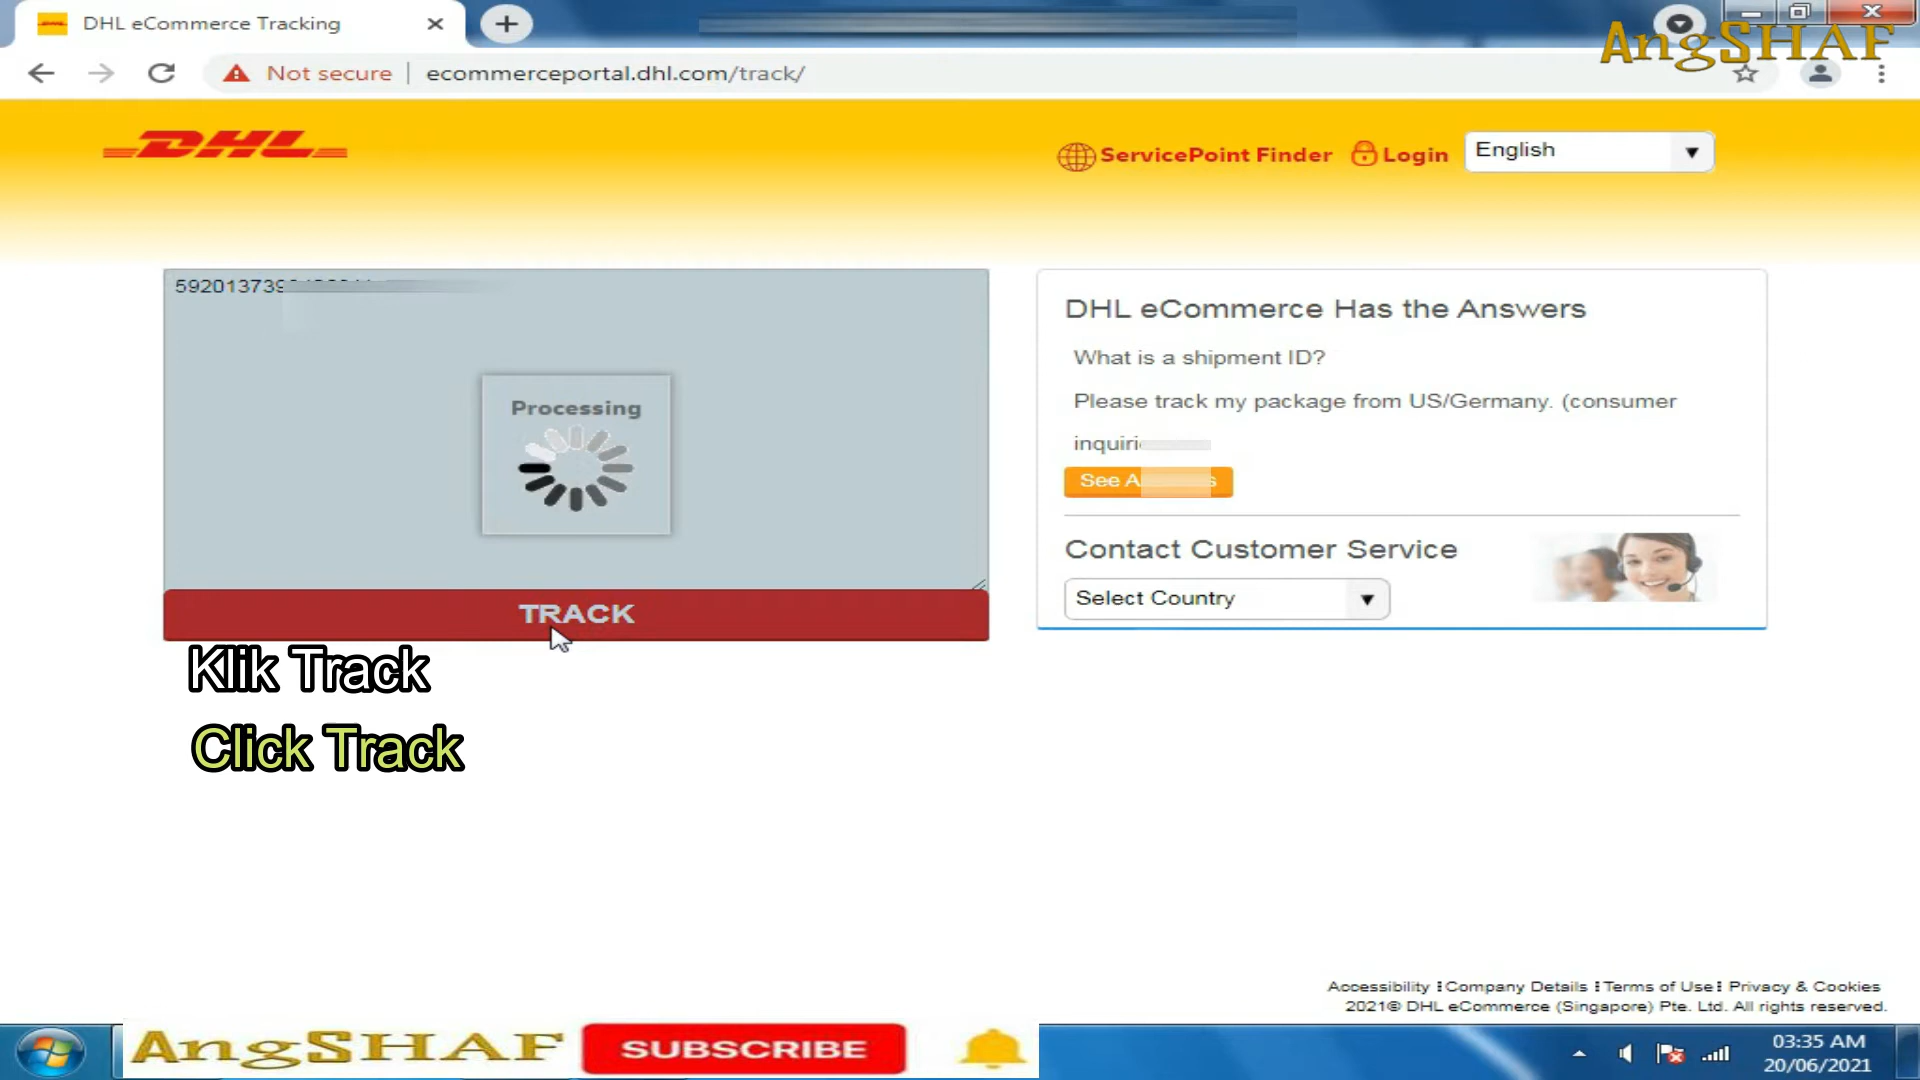 DHL eCommerce Tracking
AngSHAF
Not secure
ecommerceportal.dhl.com/track/
DHL
ServicePoint Finder
Login
English
592013739
Processing
TRACK
Klik Track
Click Track
DHL eCommerce Has the Answers
What is a shipment ID?
Please track my package from US/Germany. (consumer
See
Contact Customer Service
Select Country
Accessibility Company Details Terms of Use Privacy & Cookies
2021© DHL eCommerce (Singapore) Pte. Ltd. All rights reserved.
AngSHAF
SUBSCRIBE
03:35 AM
20/06/2021